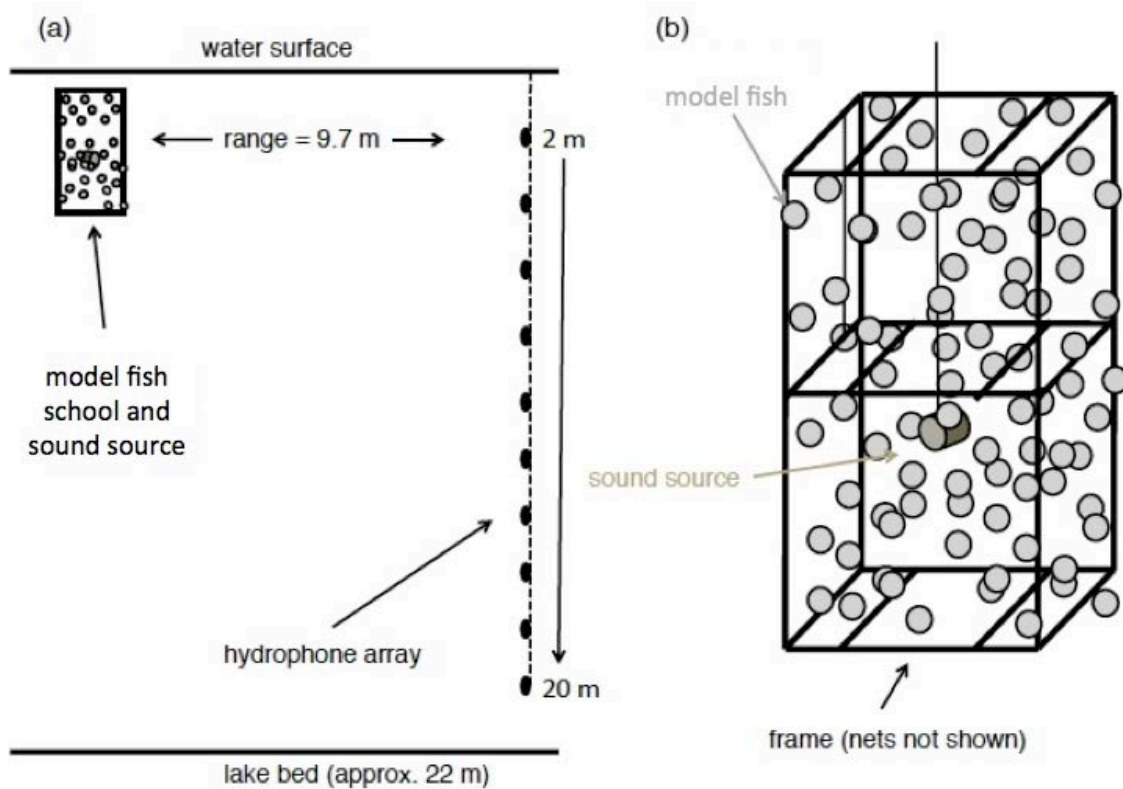 (a)
water surface
range = 9.7 m
2 m
model fish
school and
sound source
hydrophone array
20 m
lake bed (approx. 22 m)
(b)
model fish
sound source
frame (nets not shown)